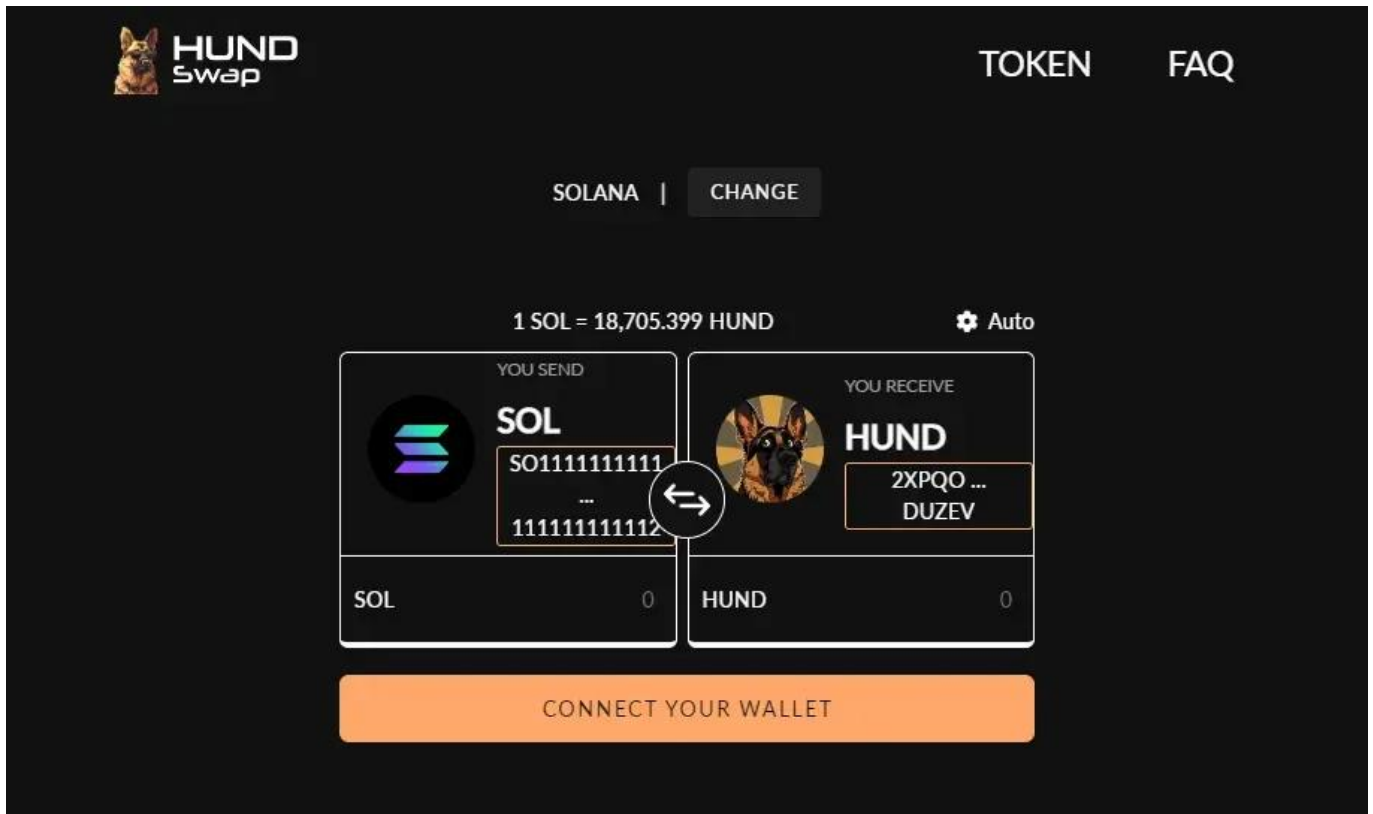 HUND
Swap
TOKEN FAQ
SOLANA | CHANGE
1 SOL = 18,705.399 HUND
Auto
YOU SEND
SOL
SO1111111111
...
111111111112
YOU RECEIVE
HUND
2XPQO ...
DUZEV
SOL 0
HUND 0
CONNECT YOUR WALLET